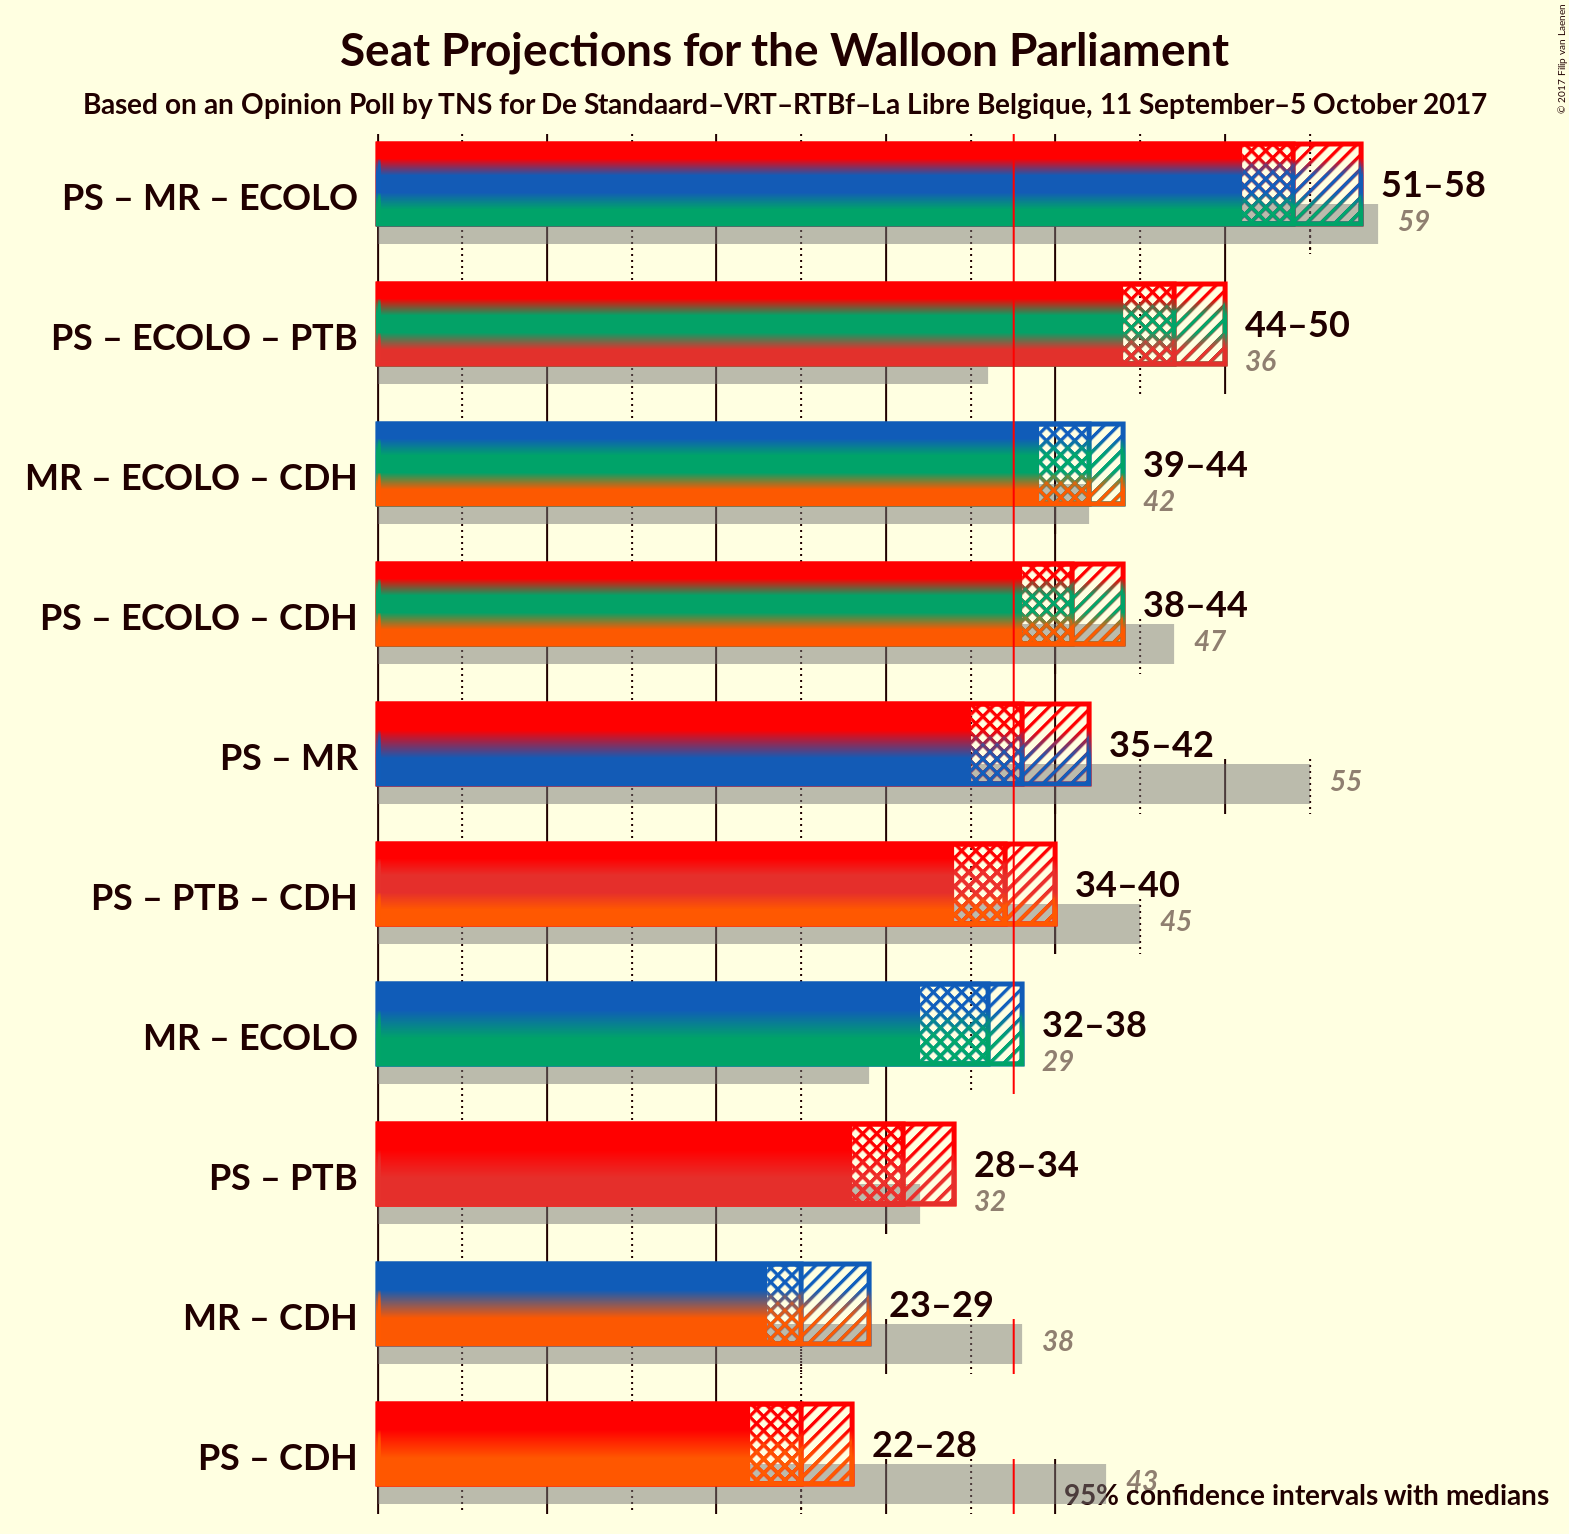 Seat Projections for the Walloon Parliament
Based on an Opinion Poll by TNS for De Standaard–VRT–RTBf–La Libre Belgique, 11 September–5 October 2017
© 2017 Filip van Laenen
PS – MR – ECOLO
51–58
59
PS – ECOLO – PTB
44–50
36
MR – ECOLO – CDH
39–44
42
PS – ECOLO – CDH
38–44
47
PS – MR
35–42
55
PS – PTB – CDH
34–40
45
MR – ECOLO
32–38
29
PS – PTB
28–34
32
MR – CDH
23–29
38
PS – CDH
22–28
43
95% confidence intervals with medians